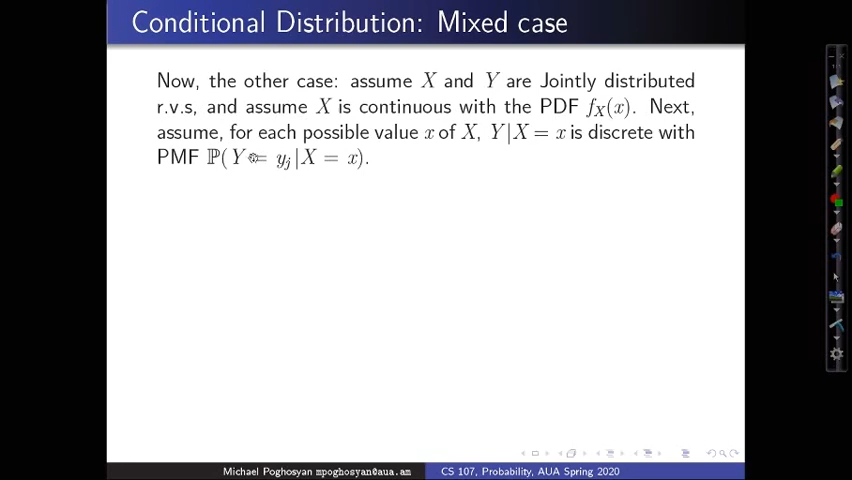 Conditional Distribution: Mixed case
Now, the other case: assume X and Y are Jointly distributed
r.v.s, and assume X is continuous with the PDF f_X(x). Next,
assume, for each possible value x of X, Y|X = x is discrete with
PMF ℙ(Y = y_j|X = x).
Michael Poghosyan mpoghosyan@aua.am CS 107, Probability, AUA Spring 2020